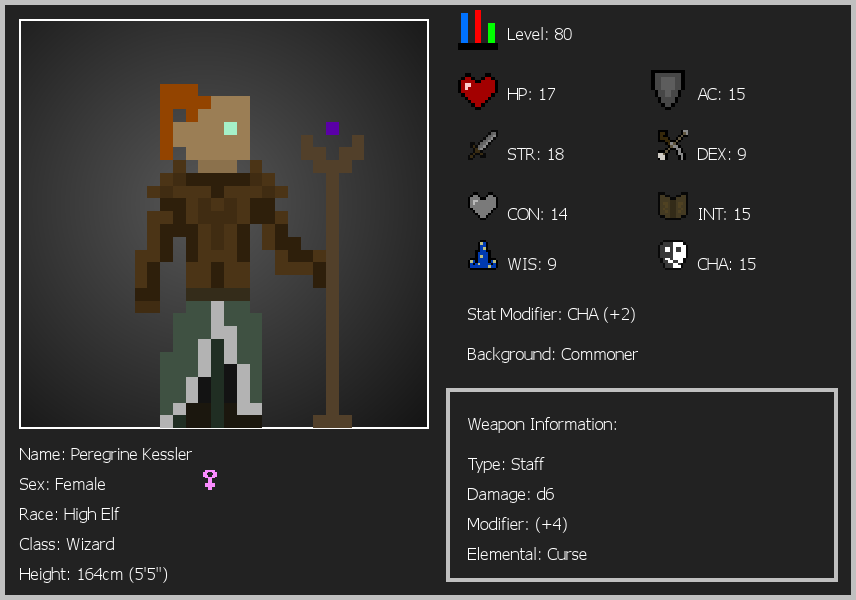 Level: 80
HP: 17
AC: 15
STR: 18
DEX: 9
CON: 14
INT: 15
WIS: 9
CHA: 15
Stat Modifier: CHA (+2)
Background: Commoner
Weapon Information:
Type: Staff
Damage: d6
Modifier: (+4)
Elemental: Curse
Name: Peregrine Kessler
Sex: Female
Race: High Elf
Class: Wizard
Height: 164cm (5'5")